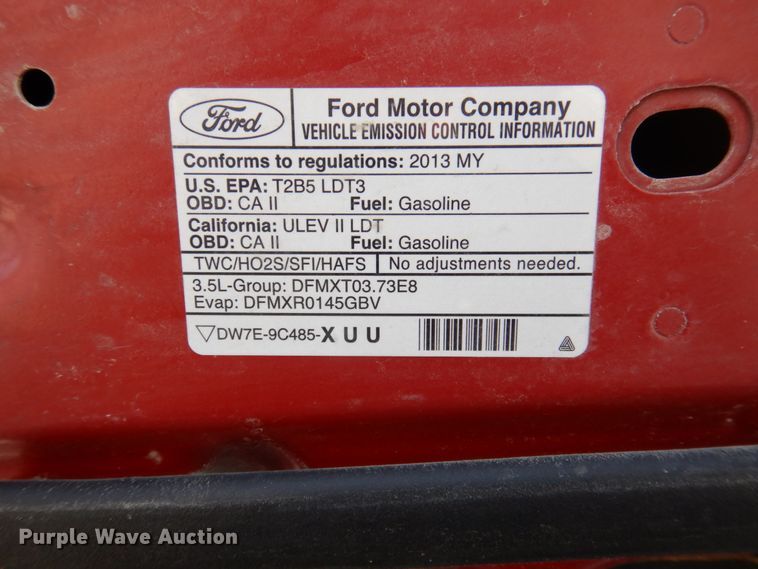 Ford
Ford Motor Company
VEHICLE EMISSION CONTROL INFORMATION
Conforms to regulations: 2013 MY
U.S. EPA: T2B5 LDT3
OBD: CA II Fuel: Gasoline
California: ULEV II LDT
OBD: CA II Fuel: Gasoline
TWC/HO2S/SFI/HAFS No adjustments needed.
3.5L-Group: DFMXT03.73E8
Evap: DFMXR0145GBV
DW7E-9C485-XUU
Purple Wave Auction